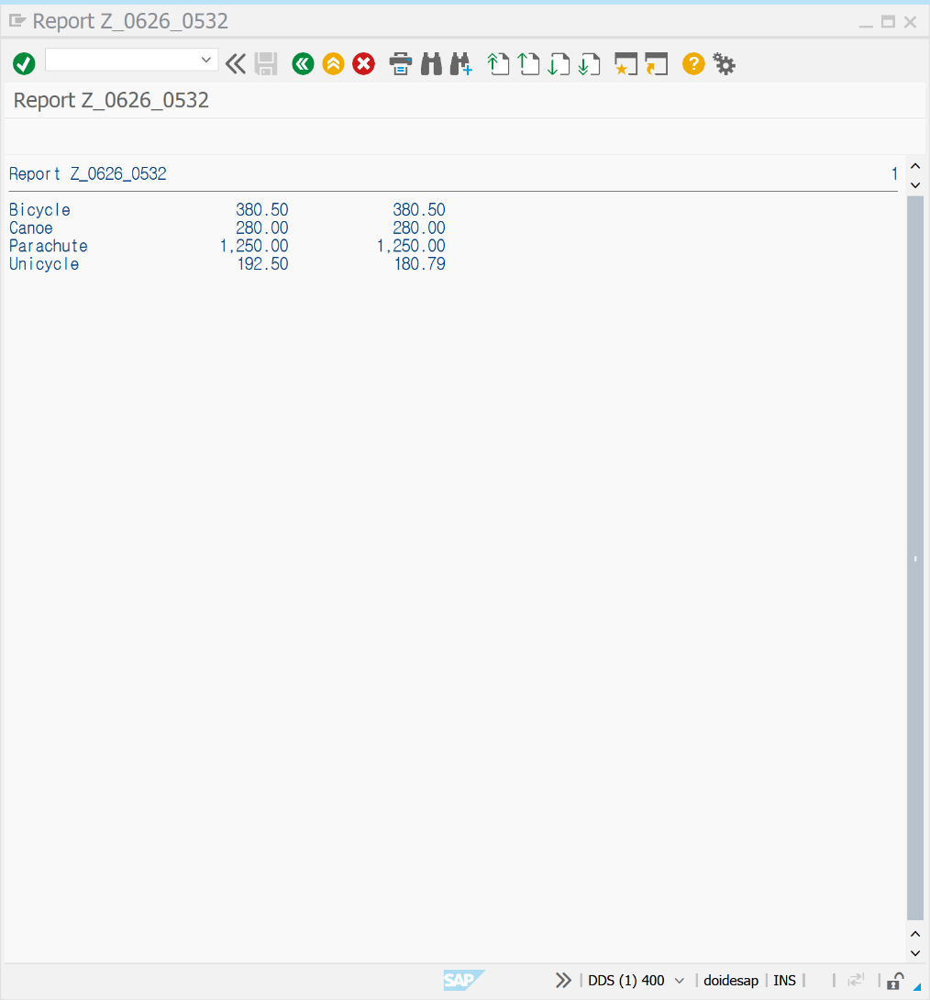 Report Z_0626_0532
Report Z_0626_0532
Report Z_0626_0532 1
Bicycle 380.50 380.50
Canoe 280.00 280.00
Parachute 1,250.00 1,250.00
Unicycle 192.50 180.79
SAP DDS (1) 400 doidesap INS